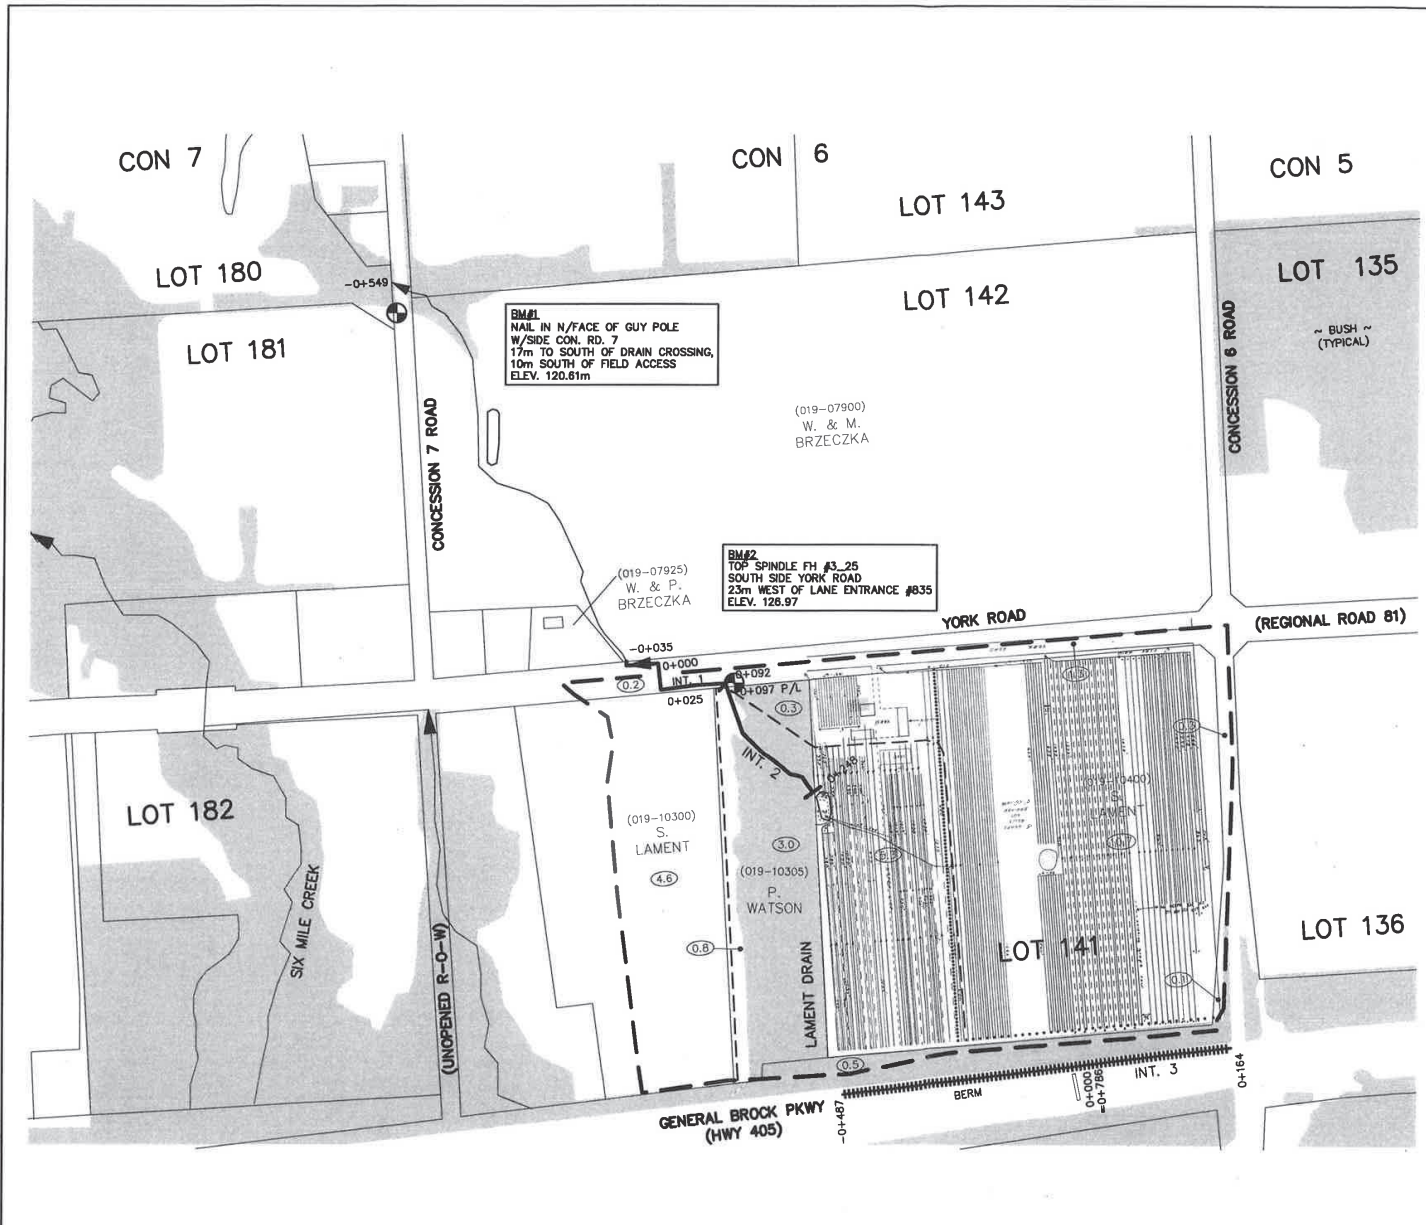 CON 7
CON 6
CON 5
LOT 143
LOT 180
-0+549
LOT 135
LOT 142
BM#1
NAIL IN N/FACE OF GUY POLE
W/SIDE CON. RD. 7
17m TO SOUTH OF DRAIN CROSSING,
10m SOUTH OF FIELD ACCESS
ELEV. 120.61m
~ BUSH ~
(TYPICAL)
LOT 181
CONCESSION 6 ROAD
(019-07900)
W. & M.
BRZECZKA
CONCESSION 7 ROAD
BM#2
TOP SPINDLE FH #3_25
SOUTH SIDE YORK ROAD
23m WEST OF LANE ENTRANCE #835
ELEV. 126.97
(019-07925)
W. & P.
BRZECZKA
YORK ROAD
(REGIONAL ROAD 81)
-0+035
0+000
INT. 1
0+092
0+097 P/L
0.2
0+025
0.3
0.3
INT. 2
0+248
(019-10400)
S.
LAMENT
LOT 182
(019-10300)
S.
LAMENT
4.6
3.0
(019-10305)
P.
WATSON
SIX MILE CREEK
(UNOPENED R-O-W)
0.8
LAMENT DRAIN
LOT 141
LOT 136
0.5
INT. 3
0+164
BERM
0+000
=0+786
-0+487
GENERAL BROCK PKWY
(HWY 405)